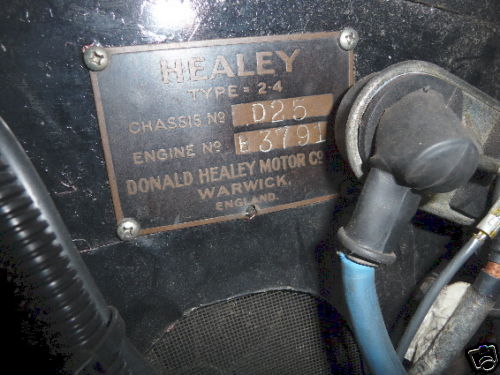 HEALEY
TYPE = 2·4
CHASSIS Nº D25
ENGINE Nº E3791
DONALD HEALEY MOTOR Cº
WARWICK.
ENGLAND.